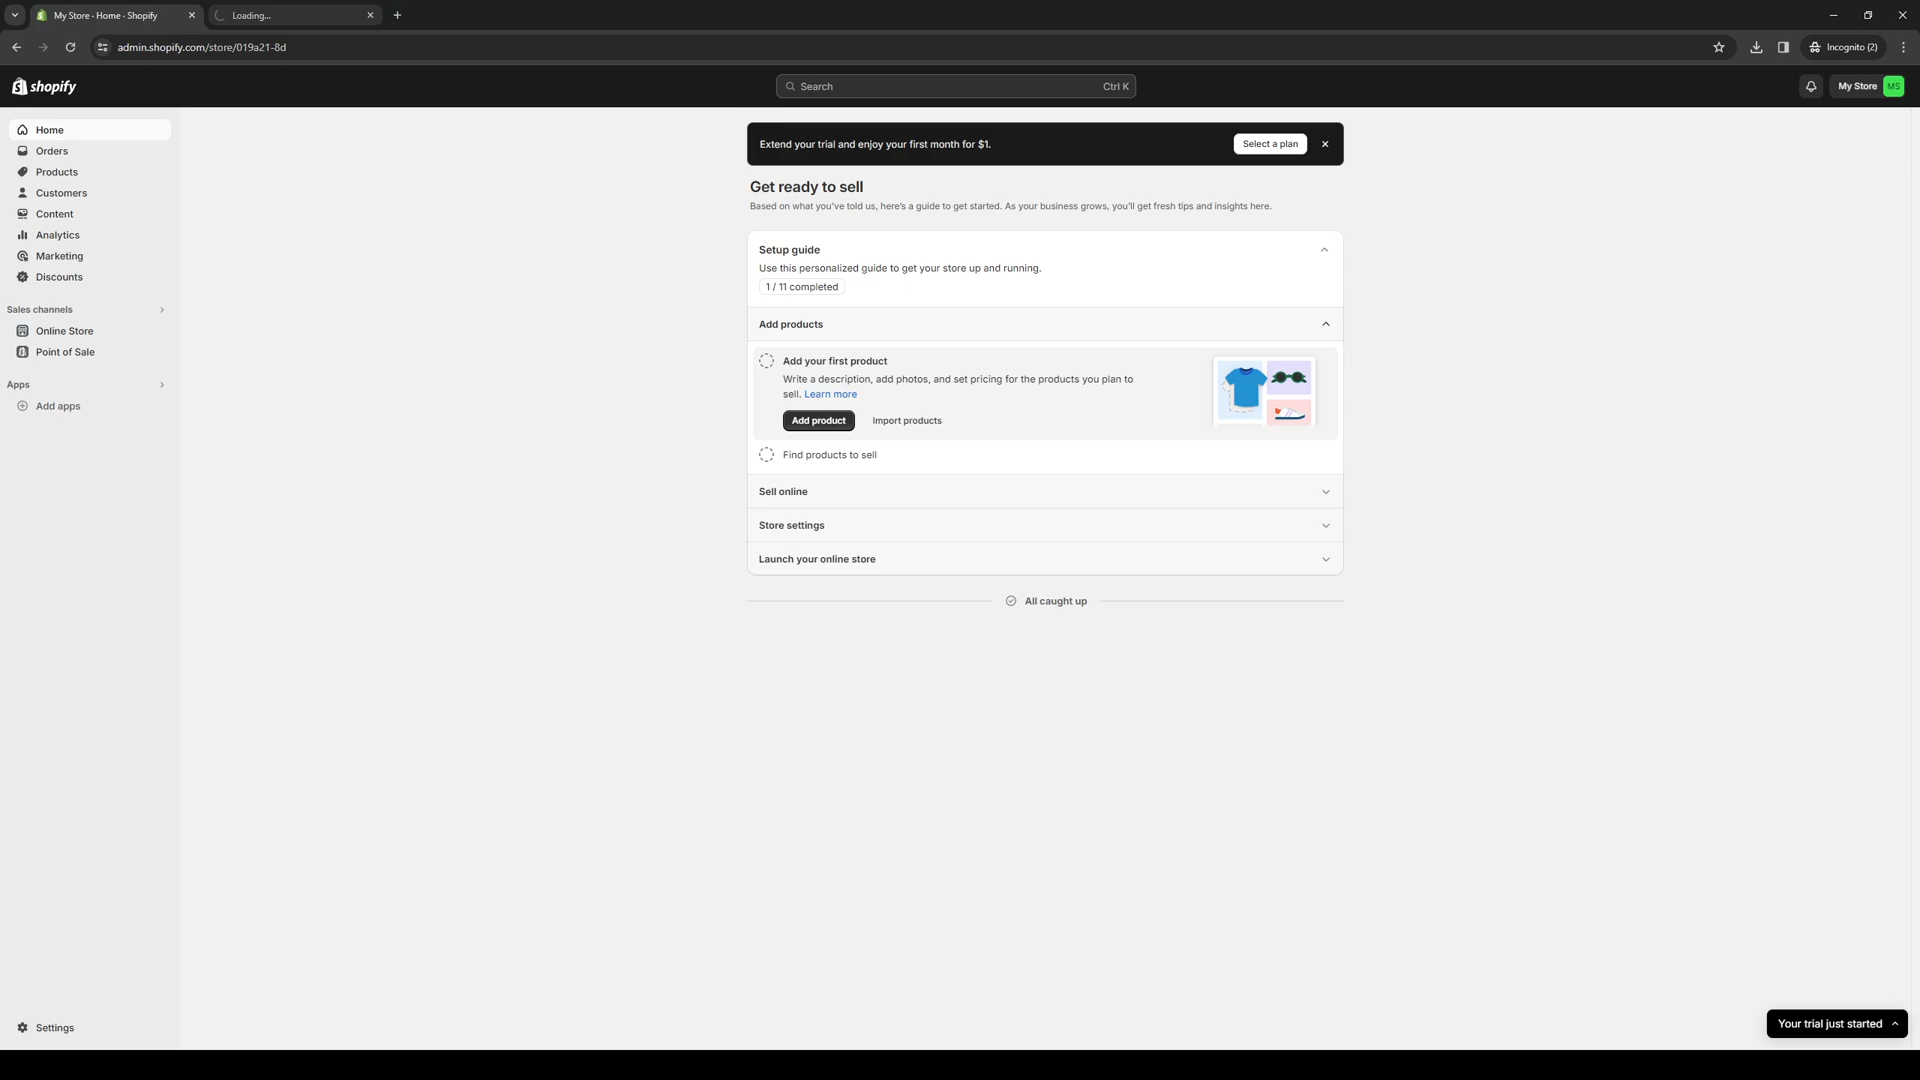 My Store · Home · Shopify
Loading...
admin.shopify.com/store/019a21-8d
Incognito (2)
shopify
Search
Ctrl K
My Store
MS
Home
Orders
Products
Customers
Content
Analytics
Marketing
Discounts
Sales channels
Online Store
Point of Sale
Apps
Add apps
Settings
Extend your trial and enjoy your first month for $1.
Select a plan
Get ready to sell
Based on what you've told us, here's a guide to get started. As your business grows, you'll get fresh tips and insights here.
Setup guide
Use this personalized guide to get your store up and running.
1 / 11 completed
Add products
Add your first product
Write a description, add photos, and set pricing for the products you plan to
sell. Learn more
Add product
Import products
Find products to sell
Sell online
Store settings
Launch your online store
All caught up
Your trial just started